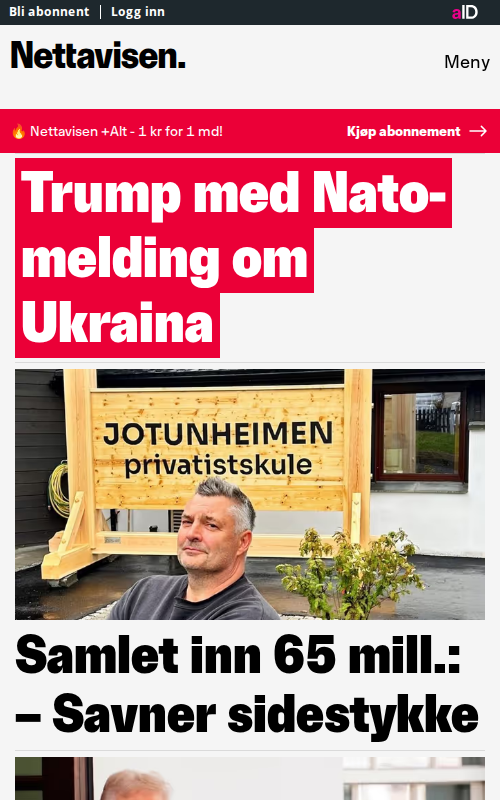 Bli abonnent
Logg inn
aID
Nettavisen.
Meny
🔥 Nettavisen +Alt - 1 kr for 1 md!
Kjøp abonnement →
Trump med Nato-
melding om
Ukraina
JOTUNHEIMEN
privatistskule
Samlet inn 65 mill.:
– Savner sidestykke